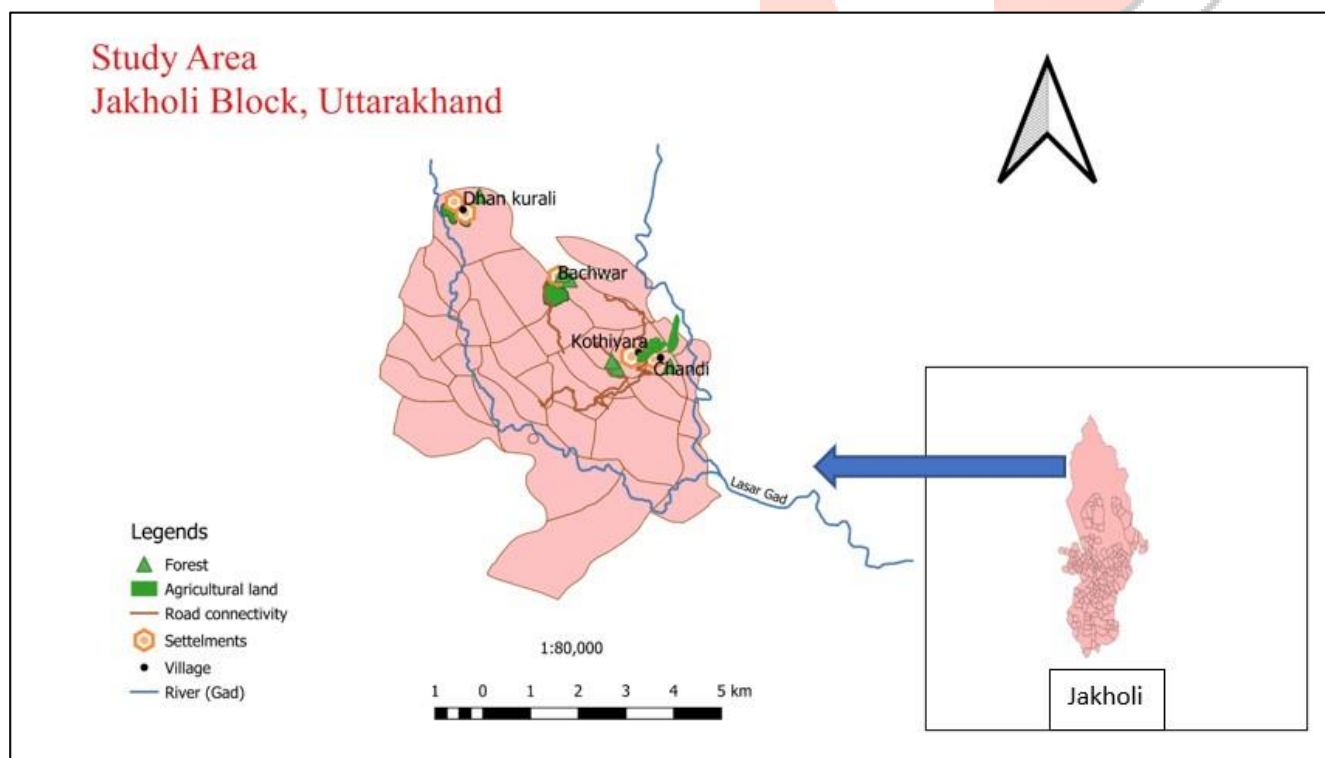 Study Area
Jakholi Block, Uttarakhand
Dhan kurali
Bachwar
Kothiyara
Chandi
Lasar Gad
Legends
Forest
Agricultural land
Road connectivity
Settelments
Village
River (Gad)
1:80,000
1 0 1 2 3 4 5 km
Jakholi